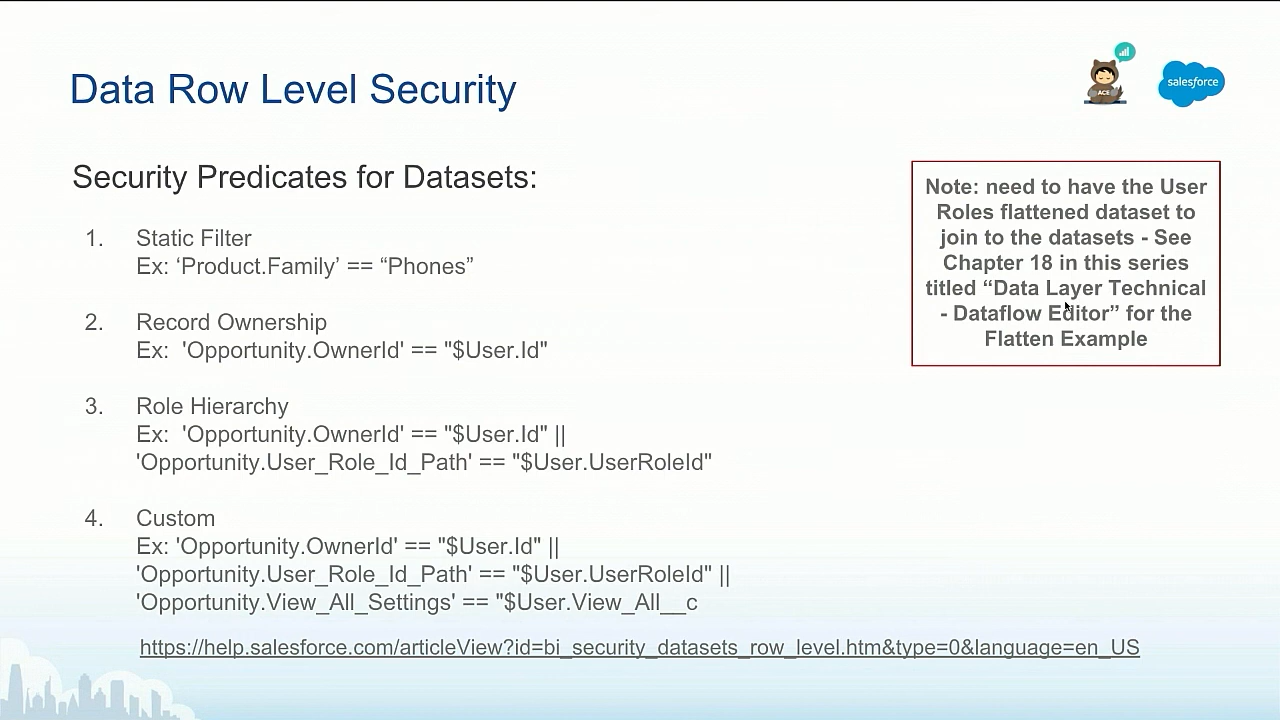 Data Row Level Security
ACE
salesforce
Security Predicates for Datasets:
1. Static Filter
Ex: ‘Product.Family’ == “Phones”
2. Record Ownership
Ex:  'Opportunity.OwnerId' == "$User.Id"
3. Role Hierarchy
Ex:  'Opportunity.OwnerId' == "$User.Id" ||
'Opportunity.User_Role_Id_Path' == "$User.UserRoleId"
4. Custom
Ex: 'Opportunity.OwnerId' == "$User.Id" ||
'Opportunity.User_Role_Id_Path' == "$User.UserRoleId" ||
'Opportunity.View_All_Settings' == "$User.View_All__c
https://help.salesforce.com/articleView?id=bi_security_datasets_row_level.htm&type=0&language=en_US
Note: need to have the User
Roles flattened dataset to
join to the datasets - See
Chapter 18 in this series
titled “Data Layer Technical
- Dataflow Editor” for the
Flatten Example